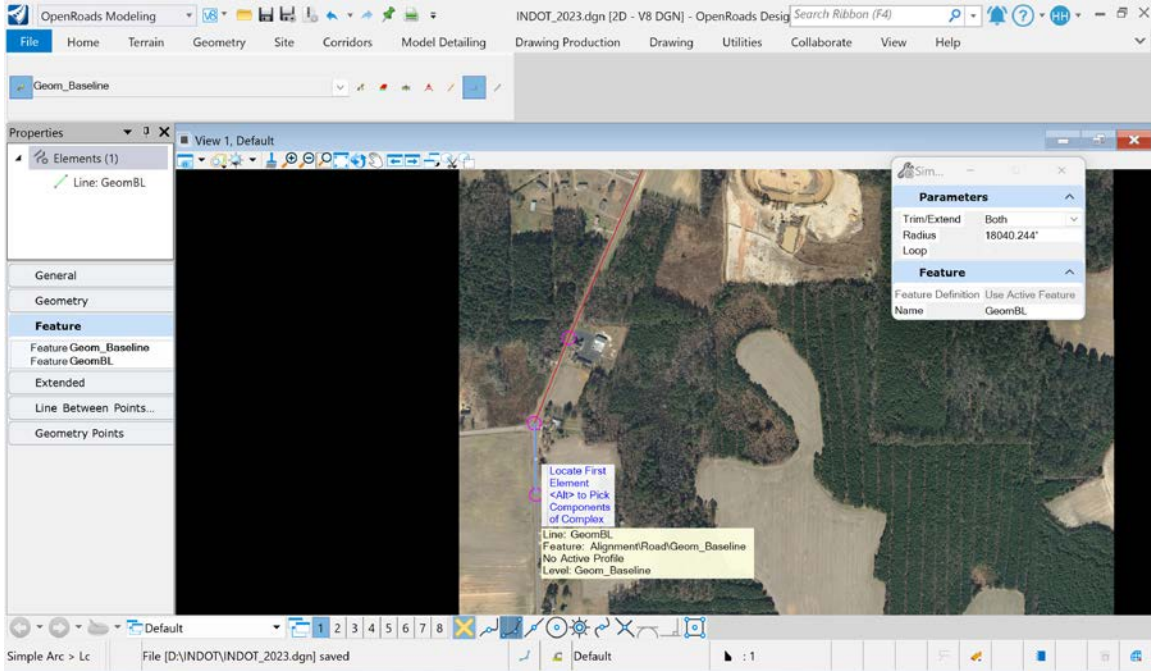 OpenRoads Modeling
INDOT_2023.dgn [2D - V8 DGN] - OpenRoads Desig
Search Ribbon (F4)
HH
File Home Terrain Geometry Site Corridors Model Detailing Drawing Production Drawing Utilities Collaborate View Help
Geom_Baseline
Properties
View 1, Default
Elements (1)
Line: GeomBL
General
Geometry
Feature
Feature Geom_Baseline
Feature GeomBL
Extended
Line Between Points...
Geometry Points
Sim...
Parameters
Trim/Extend Both
Radius 18040.244'
Loop
Feature
Feature Definition Use Active Feature
Name GeomBL
Locate First
Element
<Alt> to Pick
Components
of Complex
Line: GeomBL
Feature: Alignment\Road\Geom_Baseline
No Active Profile
Level: Geom_Baseline
Default 1 2 3 4 5 6 7 8
Simple Arc > Lc File [D:\INDOT\INDOT_2023.dgn] saved Default : 1